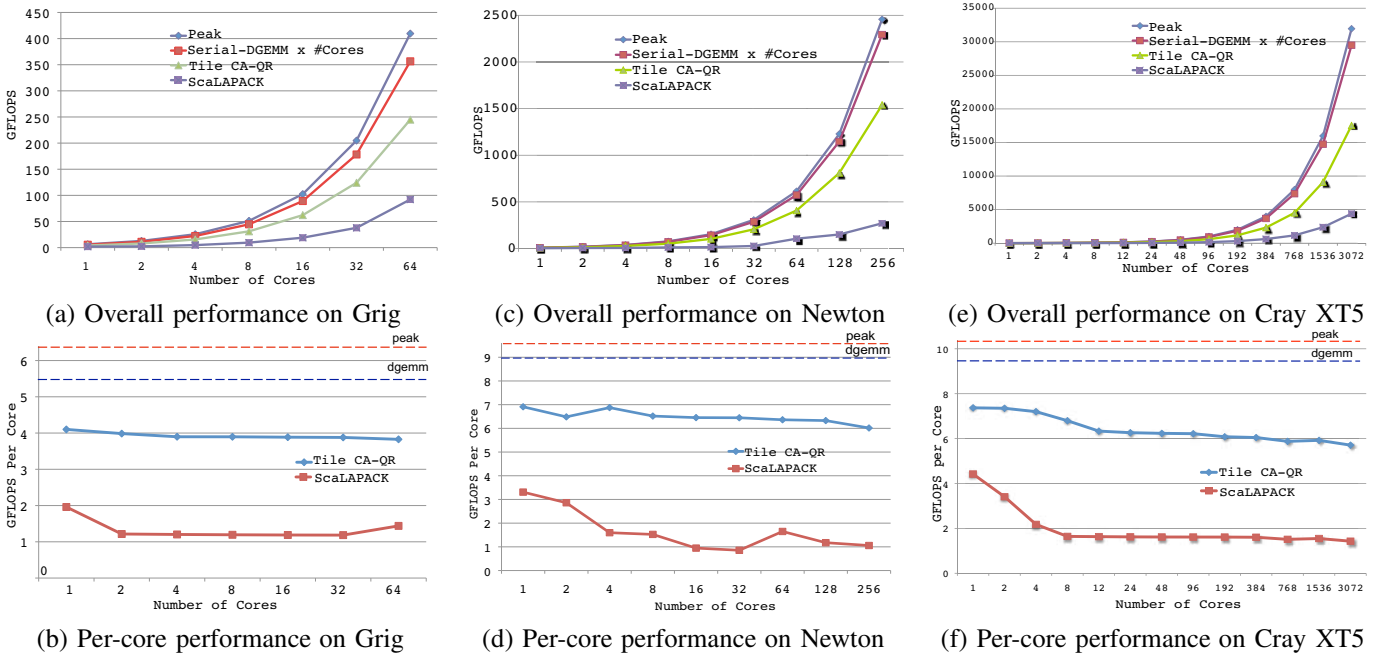 450
400
350
300
250
200
150
100
50
0
GFLOPS
Peak
Serial-DGEMM x #Cores
Tile CA-QR
ScaLAPACK
1 2 4 8 16 32 64
Number of Cores
(a) Overall performance on Grig
2500
2000
1500
1000
500
0
GFLOPS
Peak
Serial-DGEMM x #Cores
Tile CA-QR
ScaLAPACK
1 2 4 8 16 32 64 128 256
Number of Cores
(c) Overall performance on Newton
35000
30000
25000
20000
15000
10000
5000
0
GFLOPS
Peak
Serial-DGEMM x #Cores
Tile CA-QR
ScaLAPACK
1 2 4 8 12 24 48 96 192 384 768 1536 3072
Number of Cores
(e) Overall performance on Cray XT5
peak
dgemm
6
5
4
3
2
1
0
GFLOPS Per Core
Tile CA-QR
ScaLAPACK
1 2 4 8 16 32 64
Number of Cores
(b) Per-core performance on Grig
peak
dgemm
9
8
7
6
5
4
3
2
1
0
GFLOPS Per Core
Tile CA-QR
ScaLAPACK
1 2 4 8 16 32 64 128 256
Number of Cores
(d) Per-core performance on Newton
peak
dgemm
10
8
6
4
2
0
GFLOPS per Core
Tile CA-QR
ScaLAPACK
1 2 4 8 12 24 48 96 192 384 768 1536 3072
Number of Cores
(f) Per-core performance on Cray XT5